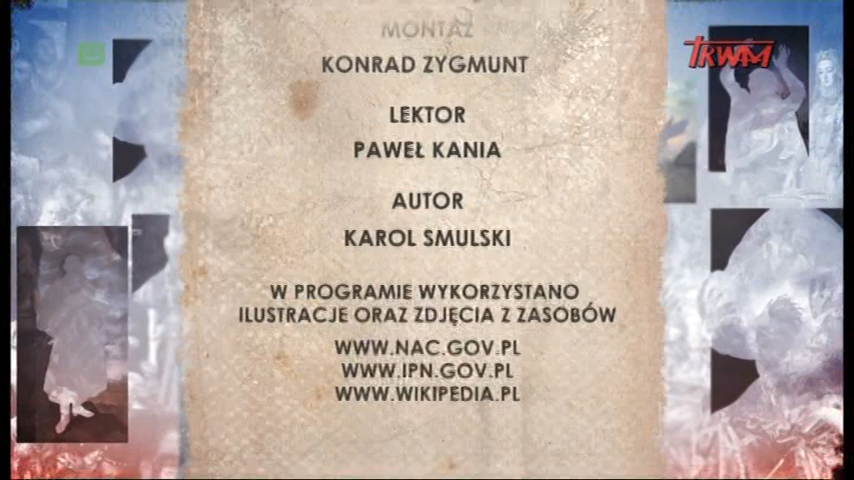 MONTAŻ
KONRAD ZYGMUNT
TRWAM
LEKTOR
PAWEŁ KANIA
AUTOR
KAROL SMULSKI
W PROGRAMIE WYKORZYSTANO
ILUSTRACJE ORAZ ZDJĘCIA Z ZASOBÓW
WWW.NAC.GOV.PL
WWW.IPN.GOV.PL
WWW.WIKIPEDIA.PL